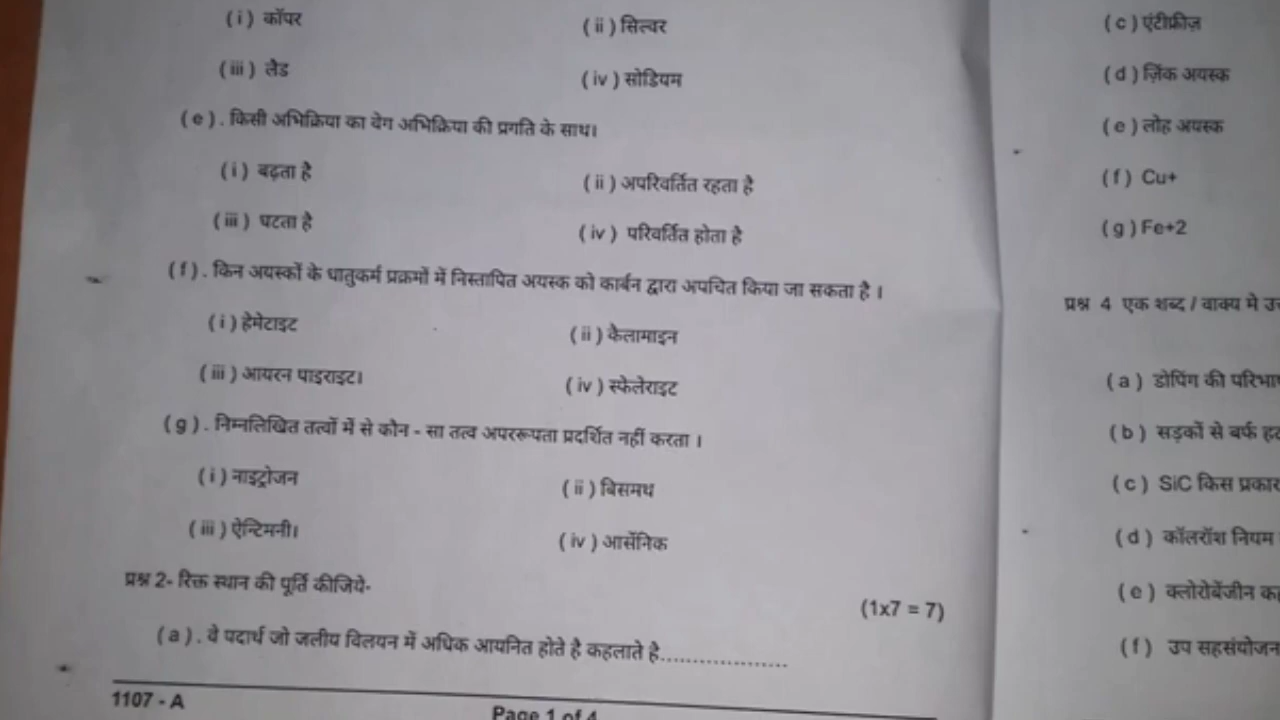 ( i ) कॉपर
( ii ) सिल्वर
( iii ) लैड
( iv ) सोडियम
( e ) . किसी अभिक्रिया का वेग अभिक्रिया की प्रगति के साथ।
( i ) बढ़ता है
( ii ) अपरिवर्तित रहता है
( iii ) घटता है
( iv ) परिवर्तित होता है
( f ) . किन अयस्कों के धातुकर्म प्रक्रमों में निस्तापित अयस्क को कार्बन द्वारा अपचित किया जा सकता है ।
( i ) हेमेटाइट
( ii ) कैलामाइन
( iii ) आयरन पाइराइट।
( iv ) स्फेलेराइट
( g ) . निम्नलिखित तत्वों में से कौन - सा तत्व अपररूपता प्रदर्शित नहीं करता ।
( i ) नाइट्रोजन
( ii ) बिसमथ
( iii ) ऐन्टिमनी।
( iv ) आर्सेनिक
प्रश्न 2- रिक्त स्थान की पूर्ति कीजिये-
(1x7 = 7)
( a ) . वे पदार्थ जो जलीय विलयन में अधिक आयनित होते है कहलाते है....................
1107 - A
Page 1 of 4
( c ) एंटीफ्रीज़
( d ) ज़िंक अयस्क
( e ) लोह अयस्क
( f ) Cu+
( g ) Fe+2
प्रश्न 4 एक शब्द / वाक्य मे
( a ) डोपिंग की
( b ) सड़कों से बर्फ
( c ) SiC किस प्रकार
( d ) कॉलरॉश नियम
( e ) क्लोरोबेंजीन
( f ) उप सहसंयोजन